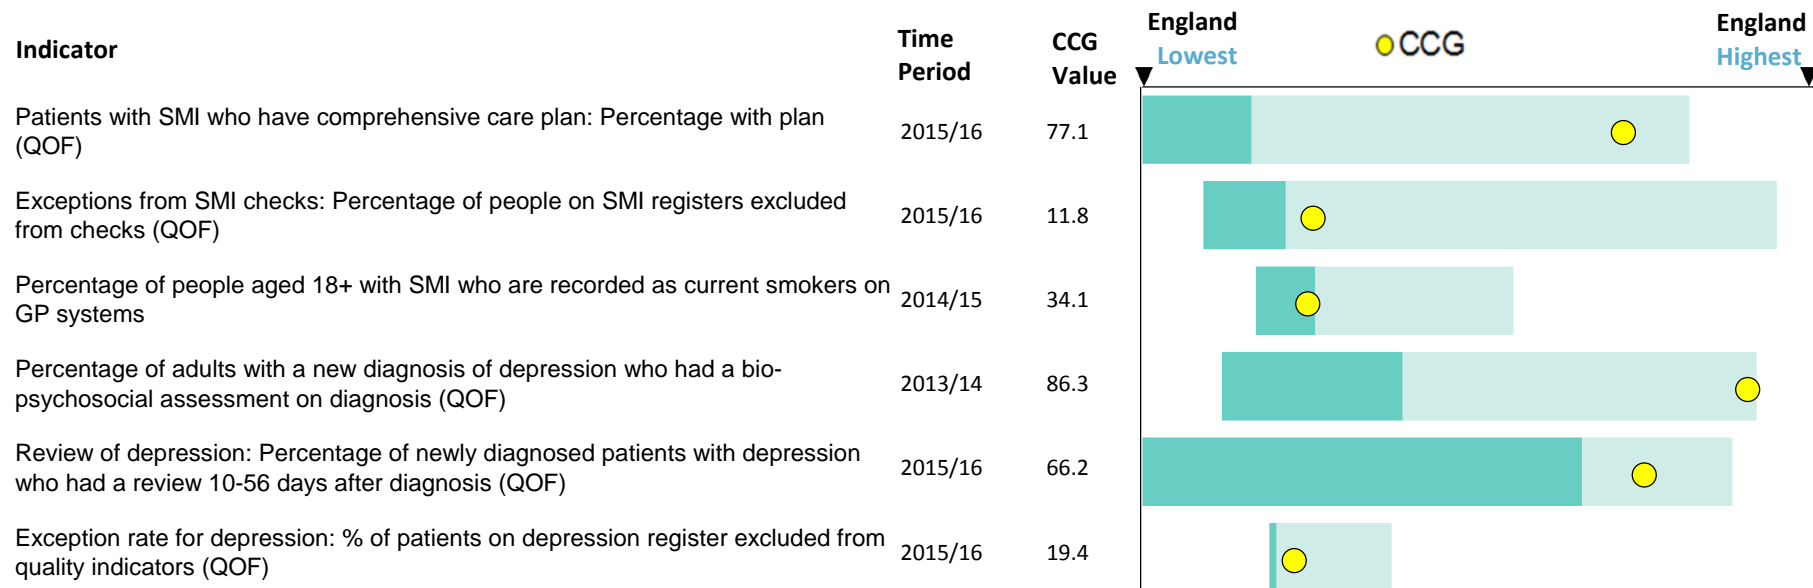 Indicator
Time Period
CCG Value
England Lowest
CCG
England Highest
Patients with SMI who have comprehensive care plan: Percentage with plan
(QOF)
2015/16
77.1
Exceptions from SMI checks: Percentage of people on SMI registers excluded
from checks (QOF)
2015/16
11.8
Percentage of people aged 18+ with SMI who are recorded as current smokers on
GP systems
2014/15
34.1
Percentage of adults with a new diagnosis of depression who had a bio-
psychosocial assessment on diagnosis (QOF)
2013/14
86.3
Review of depression: Percentage of newly diagnosed patients with depression
who had a review 10-56 days after diagnosis (QOF)
2015/16
66.2
Exception rate for depression: % of patients on depression register excluded from
quality indicators (QOF)
2015/16
19.4